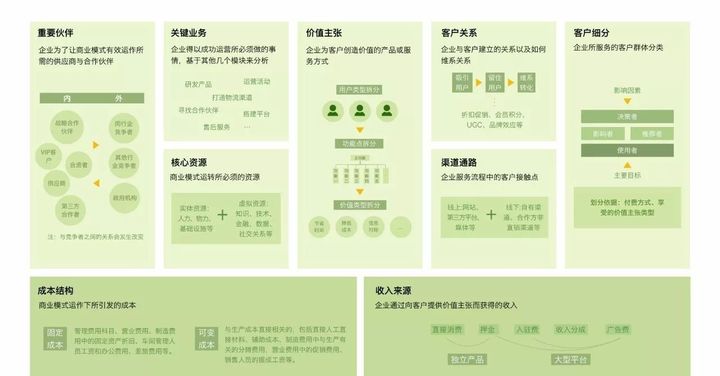 重要伙伴
企业为了让商业模式有效运作所
需的供应商与合作伙伴
内 外
战略合作
伙伴
同行业
竞争者
VIP客
户
合资者
其他行
业竞争者
供应商
政府机构
第三方
合作者
注：与竞争者之间的关系会发生改变
关键业务
企业得以成功运营所必须做的事
情，基于其他几个模块来分析
研发产品
运营活动
打通物流渠道
寻找合作伙伴
搭建平台
售后服务 …
核心资源
商业模式运转所必须的资源
实体资源：
人力、物力、
基础设施等
+
虚拟资源：
知识、技术、
金融、数据、
社交关系等
价值主张
企业为客户创造价值的产品或服
务方式
用户类型拆分
功能点拆分
价值类型拆分
节省
时间
降低
成本
…
客户关系
企业与客户建立的关系以及如何
维系关系
吸引
用户
留住
用户
维系
转化
…
折扣促销、会员积分、
UGC、品牌效应等
渠道通路
企业服务流程中的客户接触点
线上:网站、
第三方平台、
媒体等
+
线下:自有渠
道、合作方非
直销渠道等
客户细分
企业所服务的客户群体分类
影响因素
决策者
影响者 推荐者
使用者
主要目标
划分依据：付费方式、享
受的价值主张类型
成本结构
商业模式运作下所引发的成本
固定
成本
管理费用科目、营业费用、制造费
用中的固定资产折旧、车间管理人
员工资和办公费用、差旅费用等。
可变
成本
与生产成本直接相关的，包括直接人工直
接材料、辅助成本、制造费用中与生产有
关的分摊费用、营业费用中的促销费用、
销售人员的提成工资等。
收入来源
企业通过向客户提供价值主张而获得的收入
直接消费 押金 入驻费 收入分成 广告费
独立产品 大型平台